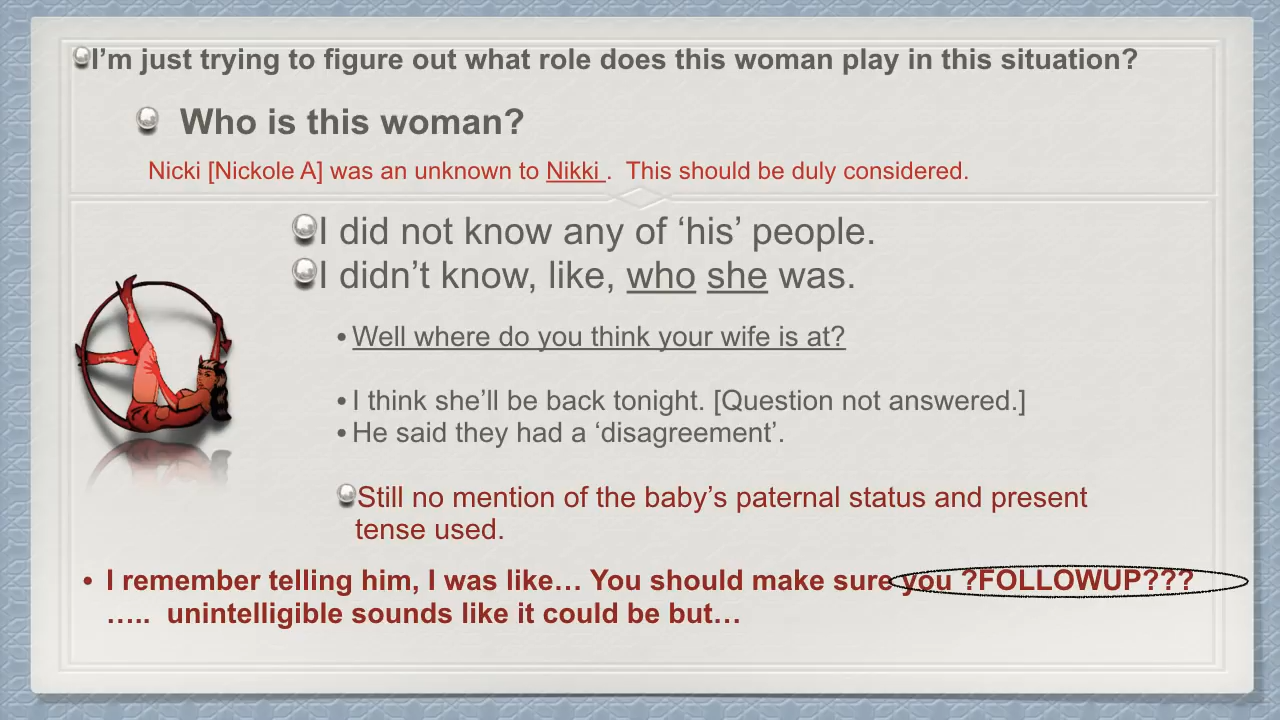 I’m just trying to figure out what role does this woman play in this situation?
Who is this woman?
Nicki [Nickole A] was an unknown to Nikki . This should be duly considered.
I did not know any of ‘his’ people.
I didn’t know, like, who she was.
• Well where do you think your wife is at?
• I think she’ll be back tonight. [Question not answered.]
• He said they had a ‘disagreement’.
Still no mention of the baby’s paternal status and present
tense used.
• I remember telling him, I was like… You should make sure you ?FOLLOWUP???
….. unintelligible sounds like it could be but…